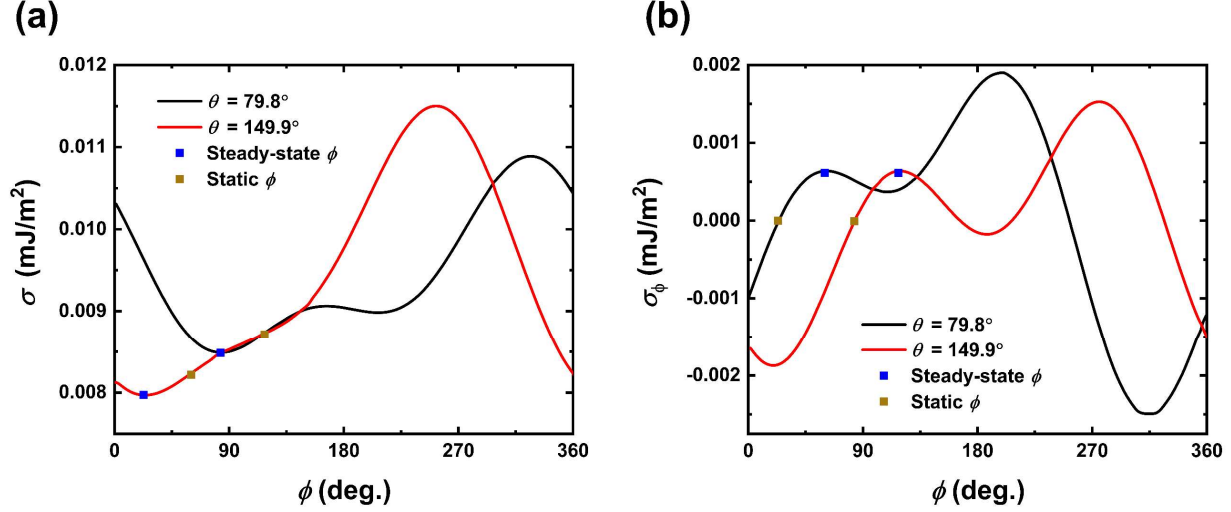 (a)
0.012
0.011
0.010
0.009
0.008
σ (mJ/m²)
θ = 79.8°
θ = 149.9°
Steady-state ϕ
Static ϕ
0 90 180 270 360
ϕ (deg.)
(b)
0.002
0.001
0.000
-0.001
-0.002
σϕ (mJ/m²)
θ = 79.8°
θ = 149.9°
Steady-state ϕ
Static ϕ
0 90 180 270 360
ϕ (deg.)